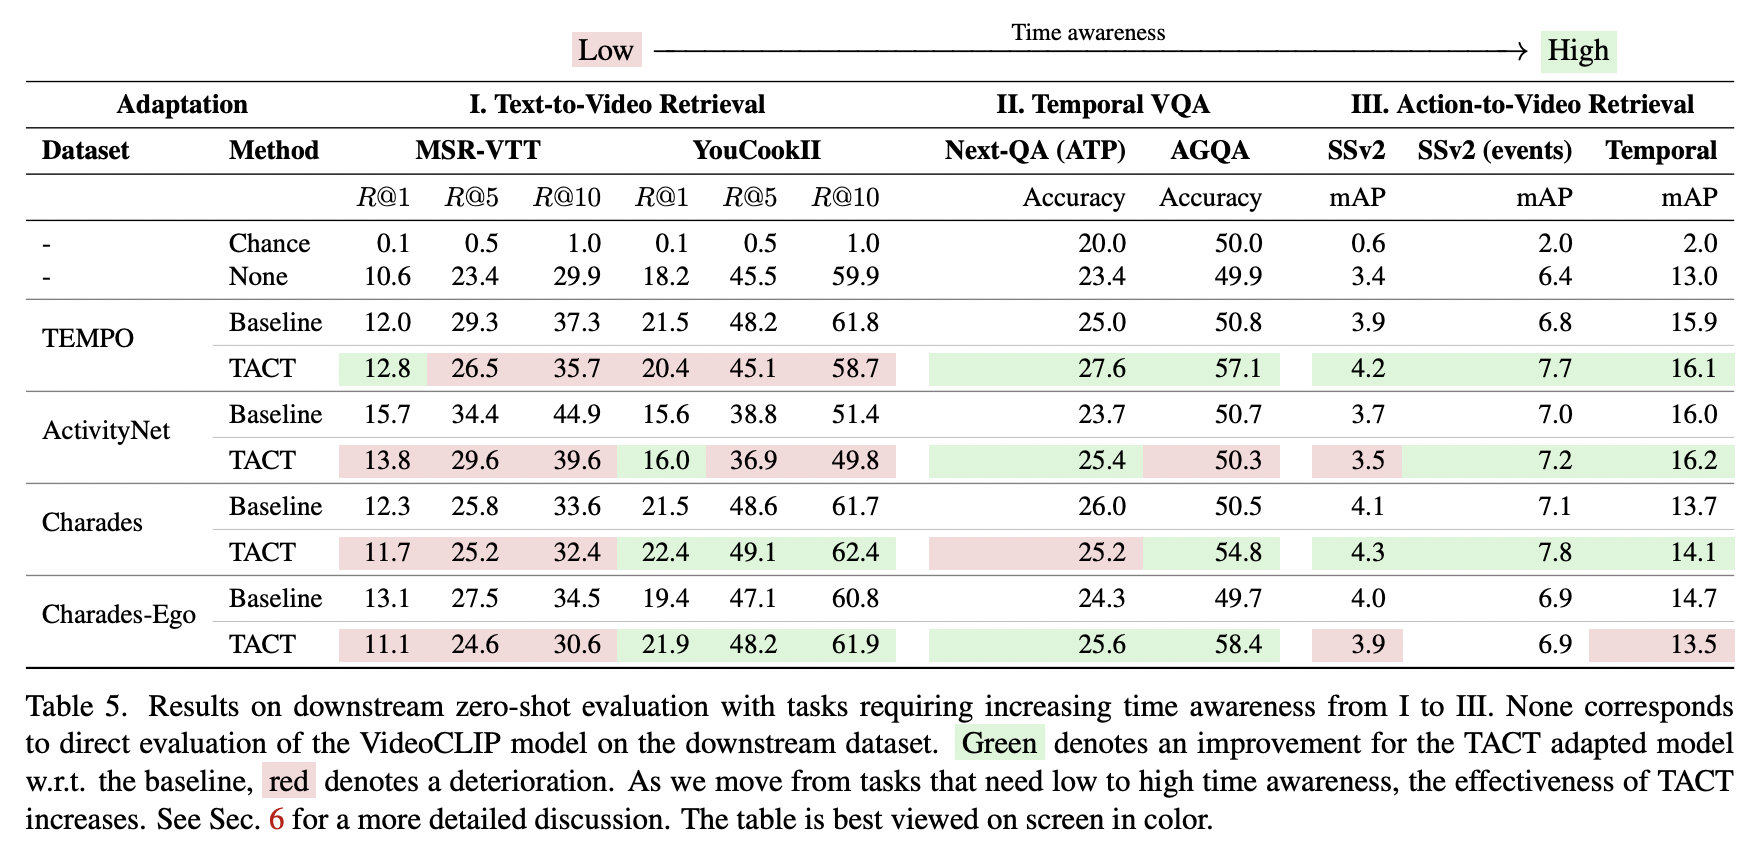 Time awareness
Low High
Adaptation I. Text-to-Video Retrieval II. Temporal VQA III. Action-to-Video Retrieval
Dataset Method MSR-VTT YouCookII Next-QA (ATP) AGQA SSv2 SSv2 (events) Temporal
R@1 R@5 R@10 R@1 R@5 R@10 Accuracy Accuracy mAP mAP mAP
- Chance 0.1 0.5 1.0 0.1 0.5 1.0 20.0 50.0 0.6 2.0 2.0
- None 10.6 23.4 29.9 18.2 45.5 59.9 23.4 49.9 3.4 6.4 13.0
TEMPO
Baseline 12.0 29.3 37.3 21.5 48.2 61.8 25.0 50.8 3.9 6.8 15.9
TACT 12.8 26.5 35.7 20.4 45.1 58.7 27.6 57.1 4.2 7.7 16.1
ActivityNet
Baseline 15.7 34.4 44.9 15.6 38.8 51.4 23.7 50.7 3.7 7.0 16.0
TACT 13.8 29.6 39.6 16.0 36.9 49.8 25.4 50.3 3.5 7.2 16.2
Charades
Baseline 12.3 25.8 33.6 21.5 48.6 61.7 26.0 50.5 4.1 7.1 13.7
TACT 11.7 25.2 32.4 22.4 49.1 62.4 25.2 54.8 4.3 7.8 14.1
Charades-Ego
Baseline 13.1 27.5 34.5 19.4 47.1 60.8 24.3 49.7 4.0 6.9 14.7
TACT 11.1 24.6 30.6 21.9 48.2 61.9 25.6 58.4 3.9 6.9 13.5
Table 5. Results on downstream zero-shot evaluation with tasks requiring increasing time awareness from I to III. None corresponds
to direct evaluation of the VideoCLIP model on the downstream dataset. Green denotes an improvement for the TACT adapted model
w.r.t. the baseline, red denotes a deterioration. As we move from tasks that need low to high time awareness, the effectiveness of TACT
increases. See Sec. 6 for a more detailed discussion. The table is best viewed on screen in color.